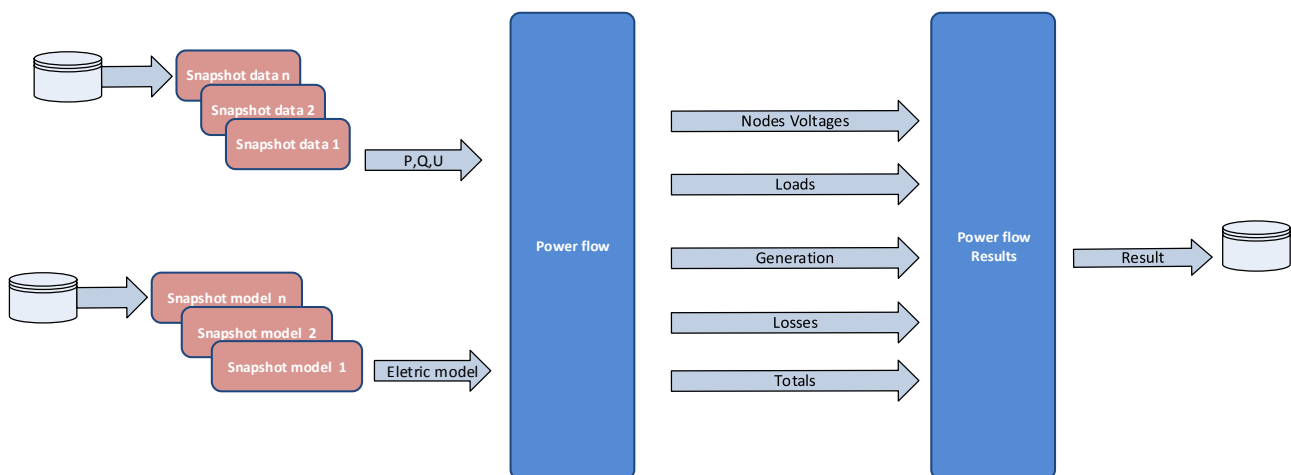 Snapshot data n
Snapshot data 2
Snapshot data 1
P,Q,U
Snapshot model n
Snapshot model 2
Snapshot model 1
Eletric model
Power flow
Nodes Voltages
Loads
Generation
Losses
Totals
Power flow
Results
Result